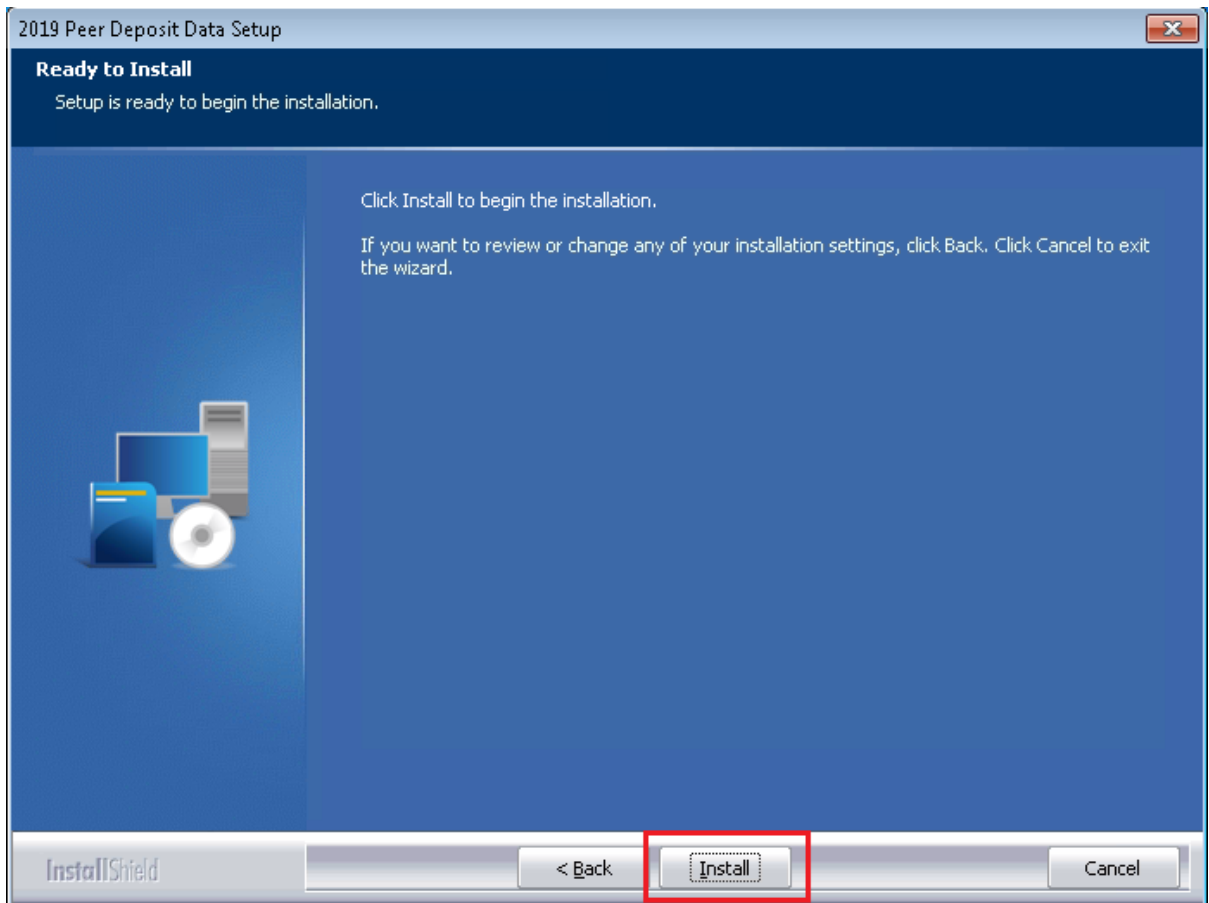 2019 Peer Deposit Data Setup
Ready to Install
Setup is ready to begin the installation.
Click Install to begin the installation.
If you want to review or change any of your installation settings, click Back. Click Cancel to exit
the wizard.
InstallShield
< Back
Install
Cancel